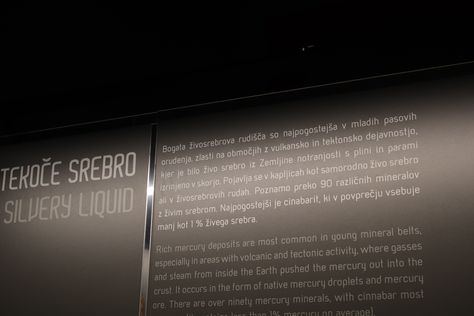 TEKOČE SREBRO
SILVERY LIQUID
Bogata živosrebrova rudišča so najpogostejša v mladih pasovih
orudenja, zlasti na območjih z vulkansko in tektonsko dejavnostjo,
kjer je bilo živo srebro iz Zemljine notranjosti s plini in parami
izrinjeno v skorjo. Pojavlja se v kapljicah kot samorodno živo srebro
ali v živosrebrovih rudah. Poznamo preko 90 različnih mineralov
z živim srebrom. Najpogostejši je cinabarit, ki v povprečju vsebuje
manj kot 1 % živega srebra.
Rich mercury deposits are most common in young mineral belts,
especially in areas with volcanic and tectonic activity, where gasses
and steam from inside the Earth pushed the mercury out into the
crust. It occurs in the form of native mercury droplets and mercury
ore. There are over ninety mercury minerals, with cinnabar most
less than 1% mercury on average).